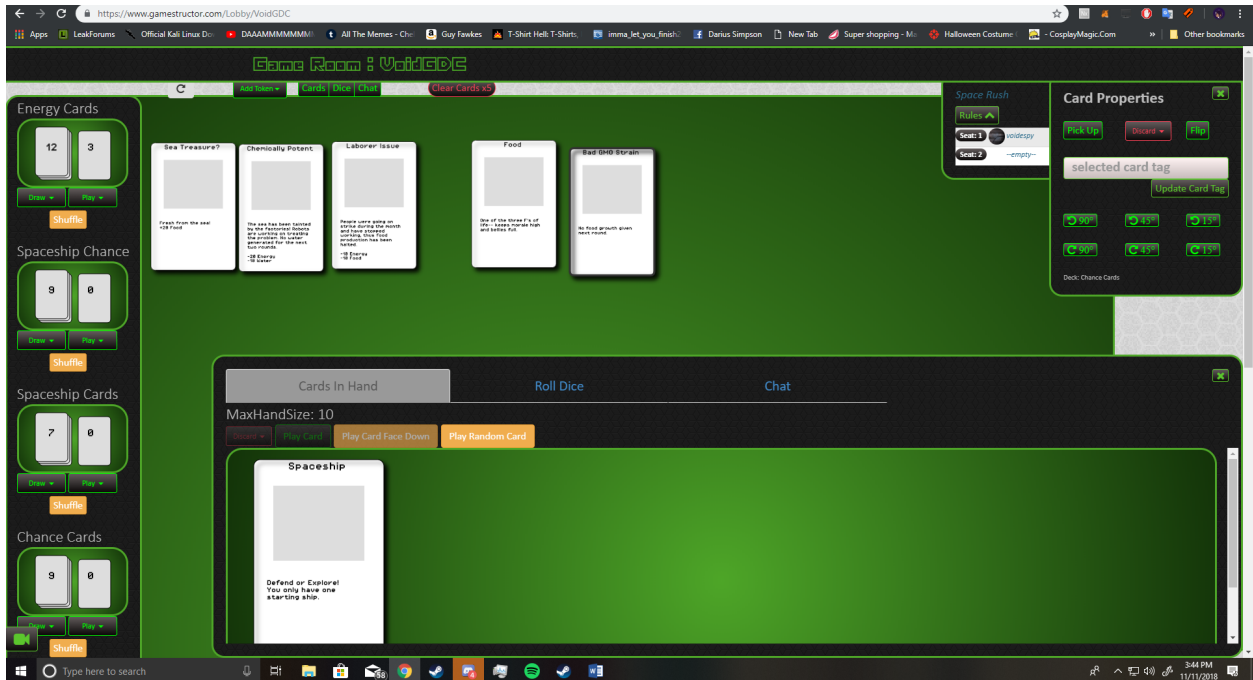 https://www.gamestructor.com/Lobby/VoidGDC
Apps LeakForums Official Kali Linux Do DAAAMMMMMMM! All The Memes - Che Guy Fawkes T-Shirt Hell: T-Shirts, imma_let_you_finish2 Darius Simpson New Tab Super shopping - Ma Halloween Costume - CosplayMagic.Com » Other bookmarks
Game Room : VoidGDC
Add Token Cards Dice Chat Clear Cards x5
Energy Cards
12 3
Draw Play
Shuffle
Spaceship Chance
9 0
Draw Play
Shuffle
Spaceship Cards
7 0
Draw Play
Shuffle
Chance Cards
9 0
Draw Play
Shuffle
Sea Treasure?
Fresh from the sea!
+20 Food
Chemically Potent
The sea has been tainted
by the factories! Robots
are working on treating
the problem. No water
generated for the next
two rounds.
-20 Energy
-10 Water
Laborer Issue
People were going on
strike during the month
and have stopped
working, thus food
production has been
halted
-10 Energy
-10 Food
Food
One of the three F's of
life-- keeps morale high
and bellies full.
Bad GMO Strain
No food growth given
next round.
Space Rush
Rules
Seat: 1 voidespy
Seat: 2 --empty--
Card Properties
Pick Up Discard Flip
selected card tag
Update Card Tag
90° 45° 15°
90° 45° 15°
Deck: Chance Cards
Cards In Hand Roll Dice Chat
MaxHandSize: 10
Discard Play Card Play Card Face Down Play Random Card
Spaceship
Defend or Explore!
You only have one
starting ship.
Type here to search
58
4
3:44 PM
11/11/2018